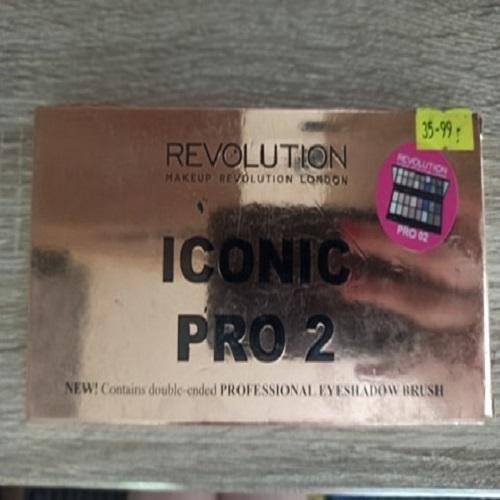 35-99
REVOLUTION
MAKEUP REVOLUTION LONDON
REVOLUTION
PRO 02
ICONIC
PRO 2
NEW! Contains double-ended PROFESSIONAL EYESHADOW BRUSH